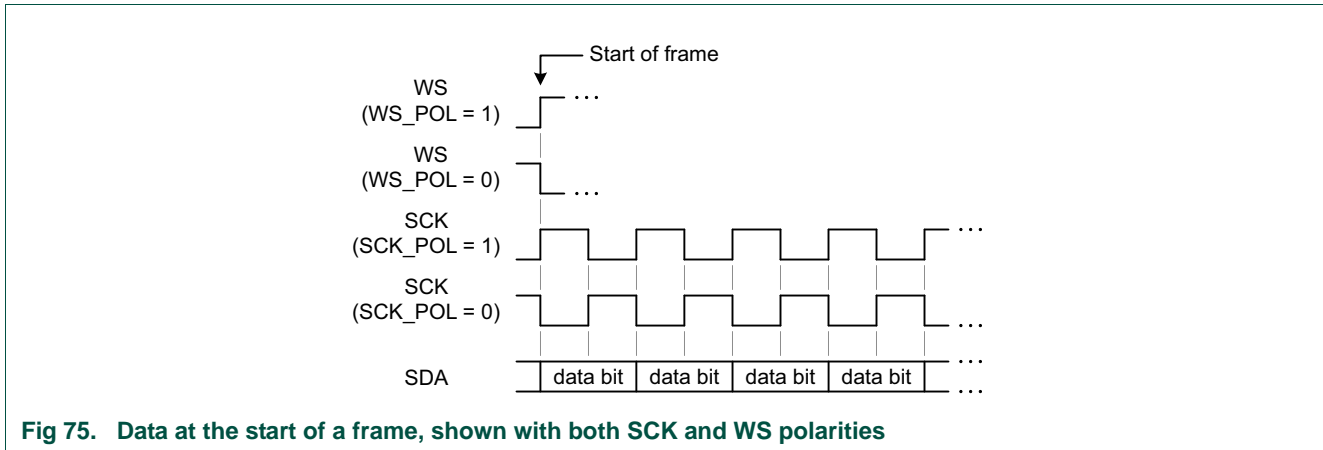 Start of frame
WS
(WS_POL = 1)
. . .
WS
(WS_POL = 0)
. . .
SCK
(SCK_POL = 1)
. . .
SCK
(SCK_POL = 0)
. . .
. . .
SDA
data bit data bit data bit data bit
. . .
Fig 75. Data at the start of a frame, shown with both SCK and WS polarities